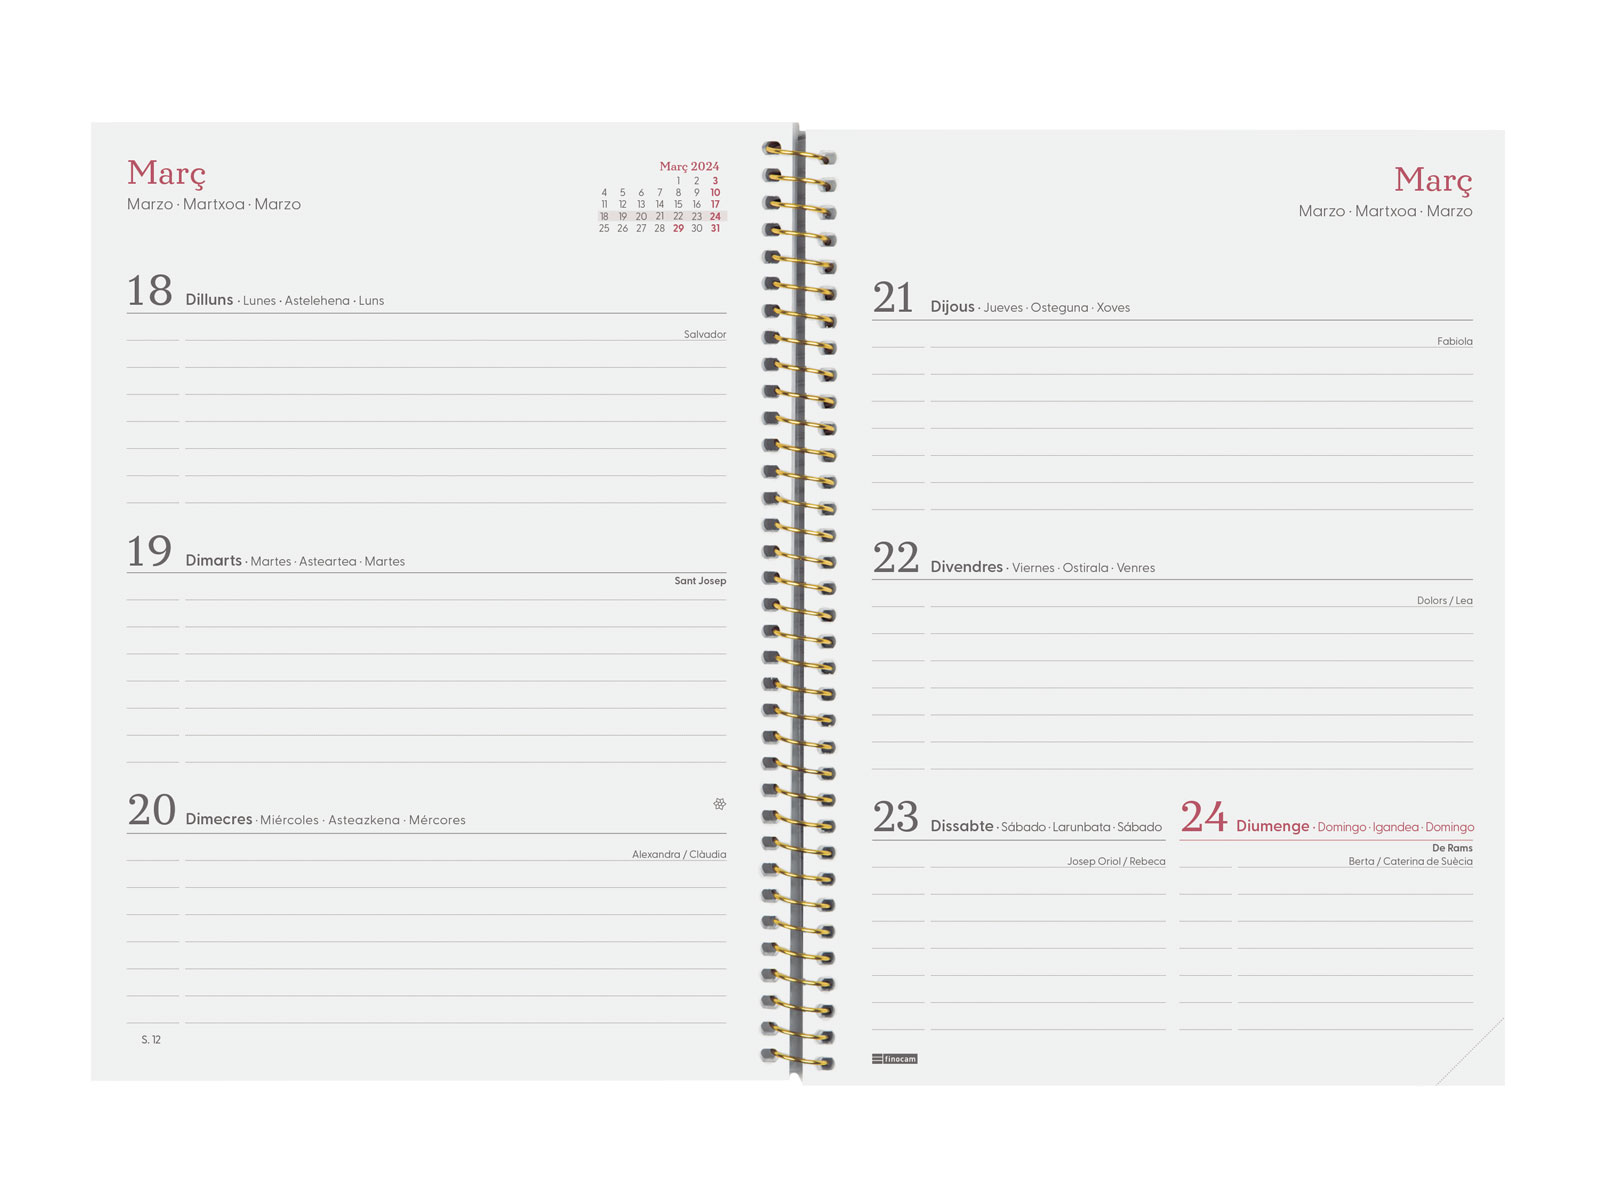 Març
Marzo · Martxoa · Marzo
Març 2024
1 2 3
4 5 6 7 8 9 10
11 12 13 14 15 16 17
18 19 20 21 22 23 24
25 26 27 28 29 30 31
18 Dilluns · Lunes · Astelehena · Luns
Salvador
19 Dimarts · Martes · Asteartea · Martes
Sant Josep
20 Dimecres · Miércoles · Asteazkena · Mércores
Alexandra / Clàudia
S. 12
Març
Marzo · Martxoa · Marzo
21 Dijous · Jueves · Osteguna · Xoves
Fabiola
22 Divendres · Viernes · Ostirala · Venres
Dolors / Lea
23 Dissabte · Sábado · Larunbata · Sábado
Josep Oriol / Rebeca
24 Diumenge · Domingo · Igandea · Domingo
De Rams
Berta / Caterina de Suècia
finocam